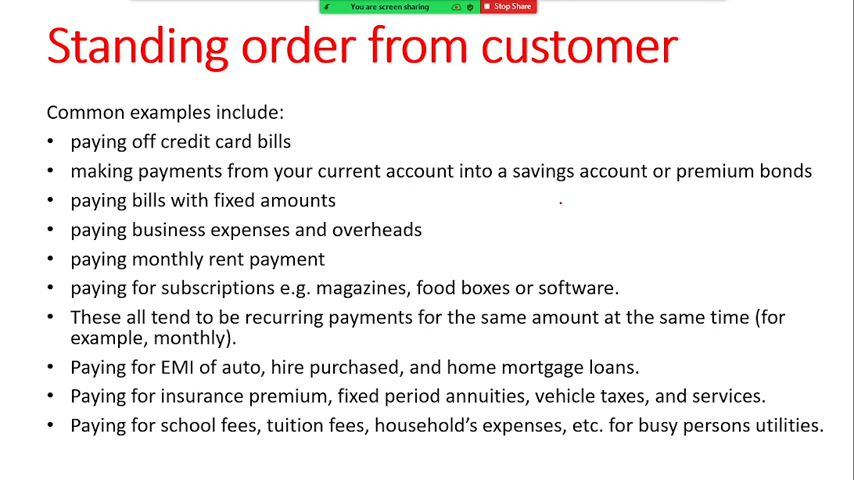 You are screen sharing
Stop Share
Standing order from customer
Common examples include:
• paying off credit card bills
• making payments from your current account into a savings account or premium bonds
• paying bills with fixed amounts
• paying business expenses and overheads
• paying monthly rent payment
• paying for subscriptions e.g. magazines, food boxes or software.
• These all tend to be recurring payments for the same amount at the same time (for
example, monthly).
• Paying for EMI of auto, hire purchased, and home mortgage loans.
• Paying for insurance premium, fixed period annuities, vehicle taxes, and services.
• Paying for school fees, tuition fees, household’s expenses, etc. for busy persons utilities.